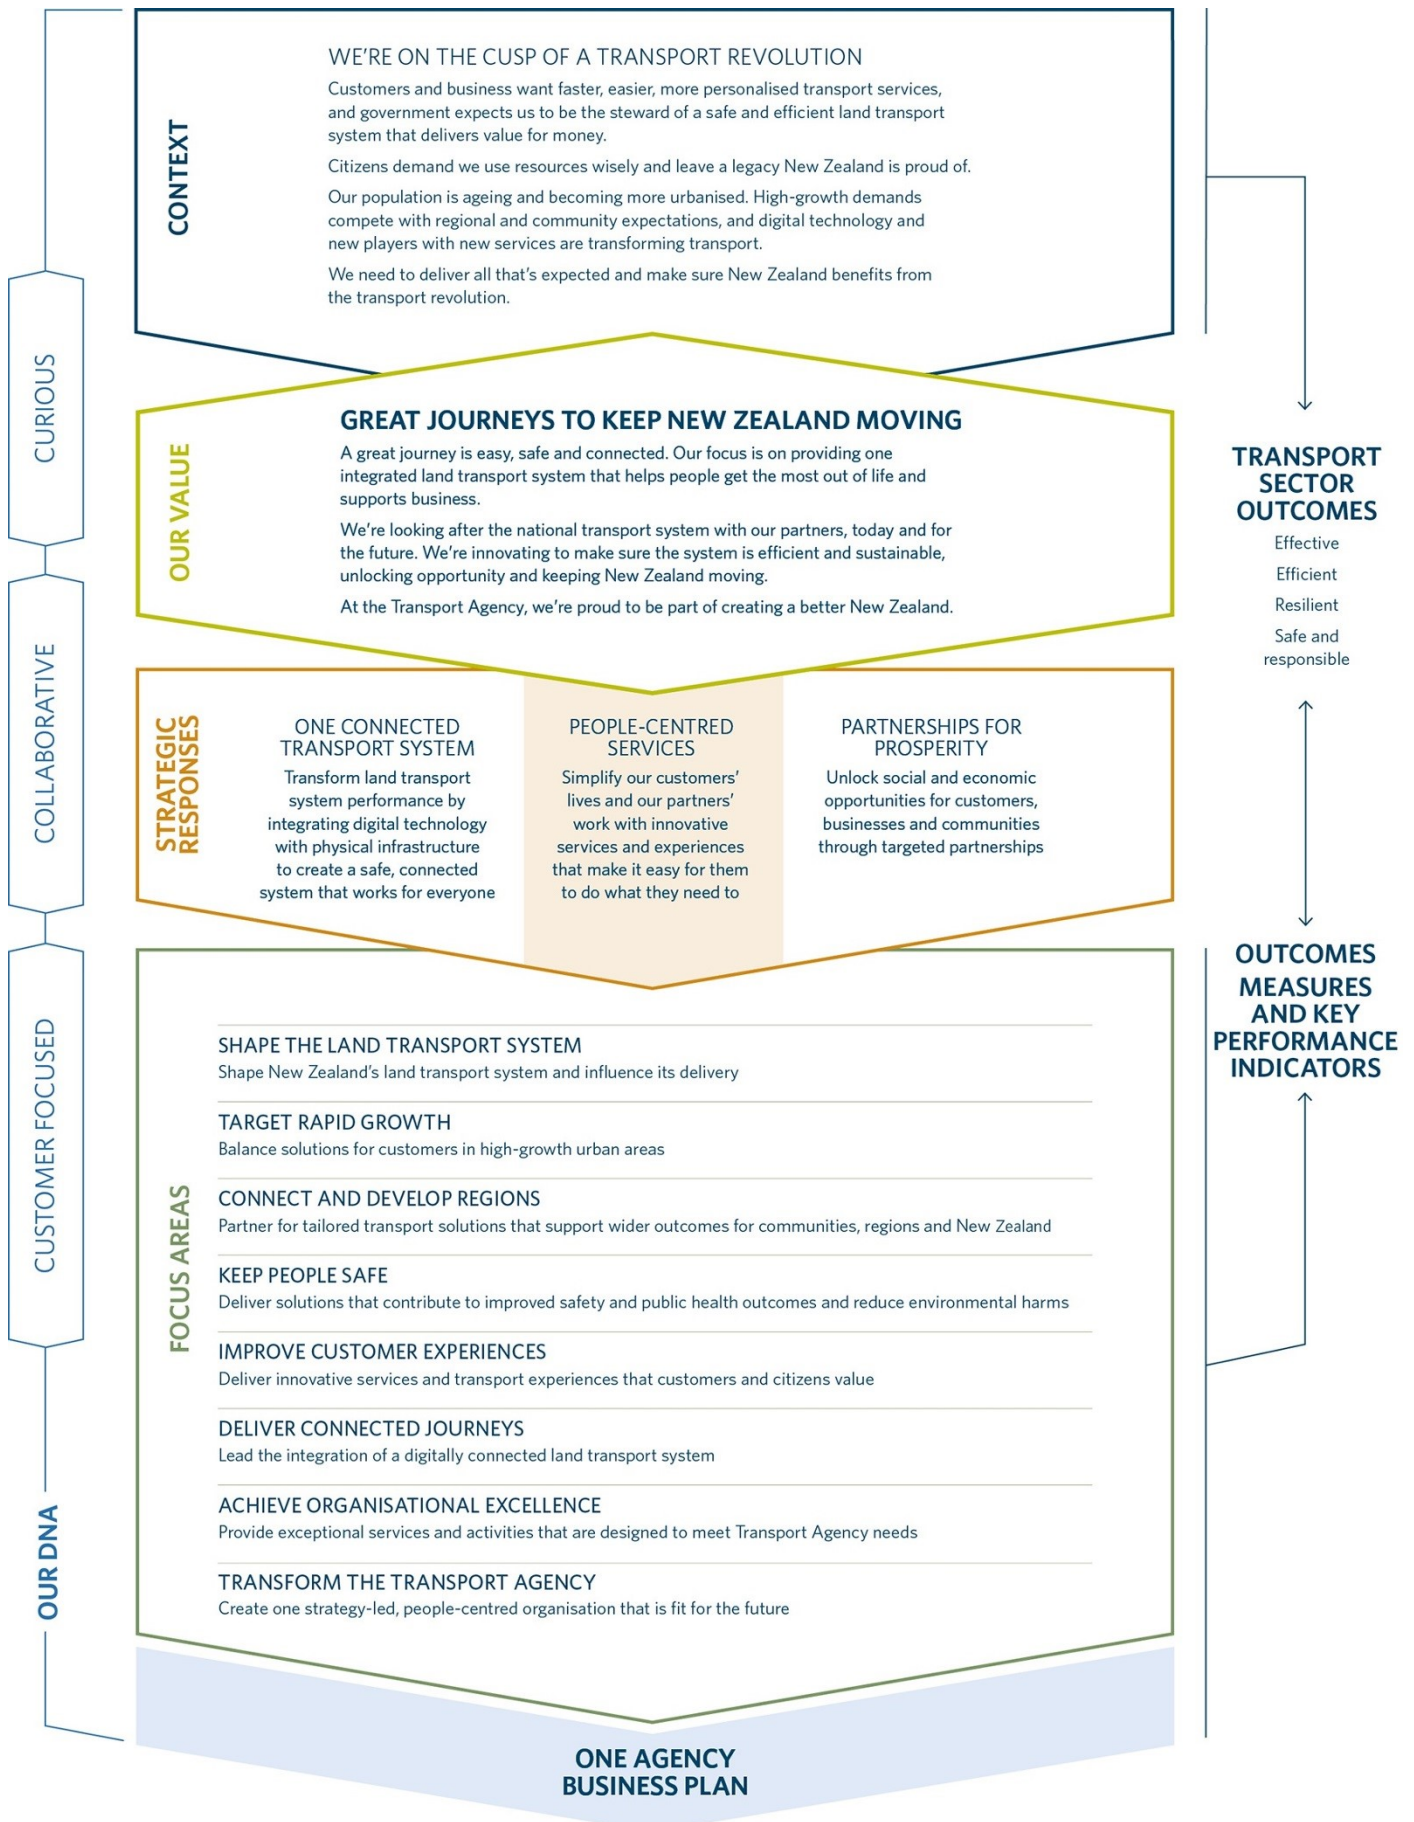 CONTEXT
WE'RE ON THE CUSP OF A TRANSPORT REVOLUTION
Customers and business want faster, easier, more personalised transport services,
and government expects us to be the steward of a safe and efficient land transport
system that delivers value for money.
Citizens demand we use resources wisely and leave a legacy New Zealand is proud of.
Our population is ageing and becoming more urbanised. High-growth demands
compete with regional and community expectations, and digital technology and
new players with new services are transforming transport.
We need to deliver all that's expected and make sure New Zealand benefits from
the transport revolution.
OUR VALUE
GREAT JOURNEYS TO KEEP NEW ZEALAND MOVING
A great journey is easy, safe and connected. Our focus is on providing one
integrated land transport system that helps people get the most out of life and
supports business.
We're looking after the national transport system with our partners, today and for
the future. We're innovating to make sure the system is efficient and sustainable,
unlocking opportunity and keeping New Zealand moving.
At the Transport Agency, we're proud to be part of creating a better New Zealand.
STRATEGIC
RESPONSES
ONE CONNECTED
TRANSPORT SYSTEM
Transform land transport
system performance by
integrating digital technology
with physical infrastructure
to create a safe, connected
system that works for everyone
PEOPLE-CENTRED
SERVICES
Simplify our customers'
lives and our partners'
work with innovative
services and experiences
that make it easy for them
to do what they need to
PARTNERSHIPS FOR
PROSPERITY
Unlock social and economic
opportunities for customers,
businesses and communities
through targeted partnerships
FOCUS AREAS
SHAPE THE LAND TRANSPORT SYSTEM
Shape New Zealand's land transport system and influence its delivery
TARGET RAPID GROWTH
Balance solutions for customers in high-growth urban areas
CONNECT AND DEVELOP REGIONS
Partner for tailored transport solutions that support wider outcomes for communities, regions and New Zealand
KEEP PEOPLE SAFE
Deliver solutions that contribute to improved safety and public health outcomes and reduce environmental harms
IMPROVE CUSTOMER EXPERIENCES
Deliver innovative services and transport experiences that customers and citizens value
DELIVER CONNECTED JOURNEYS
Lead the integration of a digitally connected land transport system
ACHIEVE ORGANISATIONAL EXCELLENCE
Provide exceptional services and activities that are designed to meet Transport Agency needs
TRANSFORM THE TRANSPORT AGENCY
Create one strategy-led, people-centred organisation that is fit for the future
ONE AGENCY
BUSINESS PLAN
CURIOUS
COLLABORATIVE
CUSTOMER FOCUSED
OUR DNA
TRANSPORT
SECTOR
OUTCOMES
Effective
Efficient
Resilient
Safe and
responsible
OUTCOMES
MEASURES
AND KEY
PERFORMANCE
INDICATORS